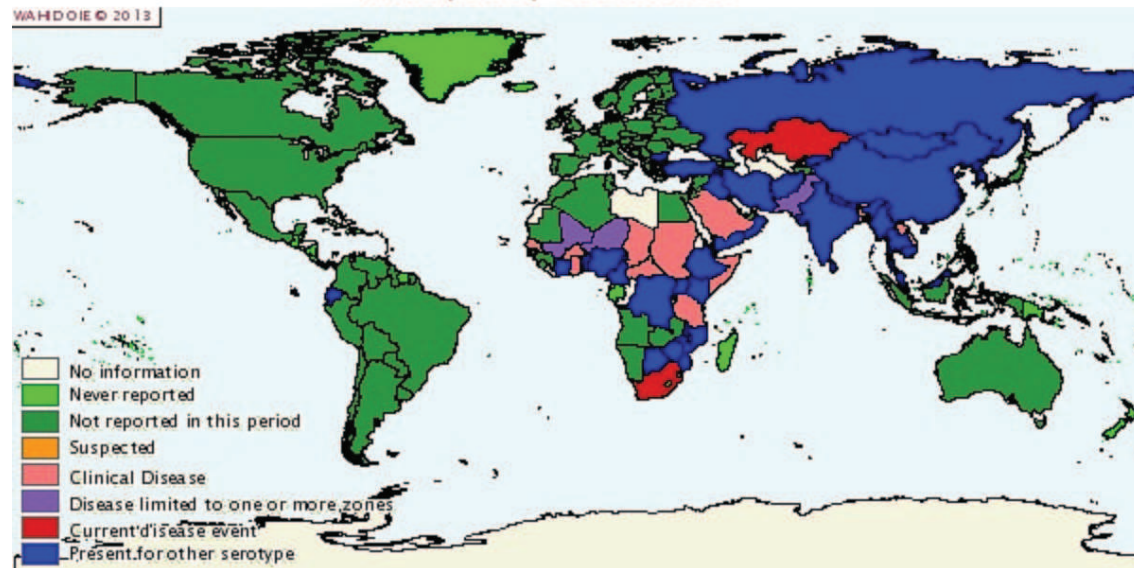 WAHIDOIE © 2013
No information
Never reported
Not reported in this period
Suspected
Clinical Disease
Disease limited to one or more zones
Current disease event
Present for other serotype